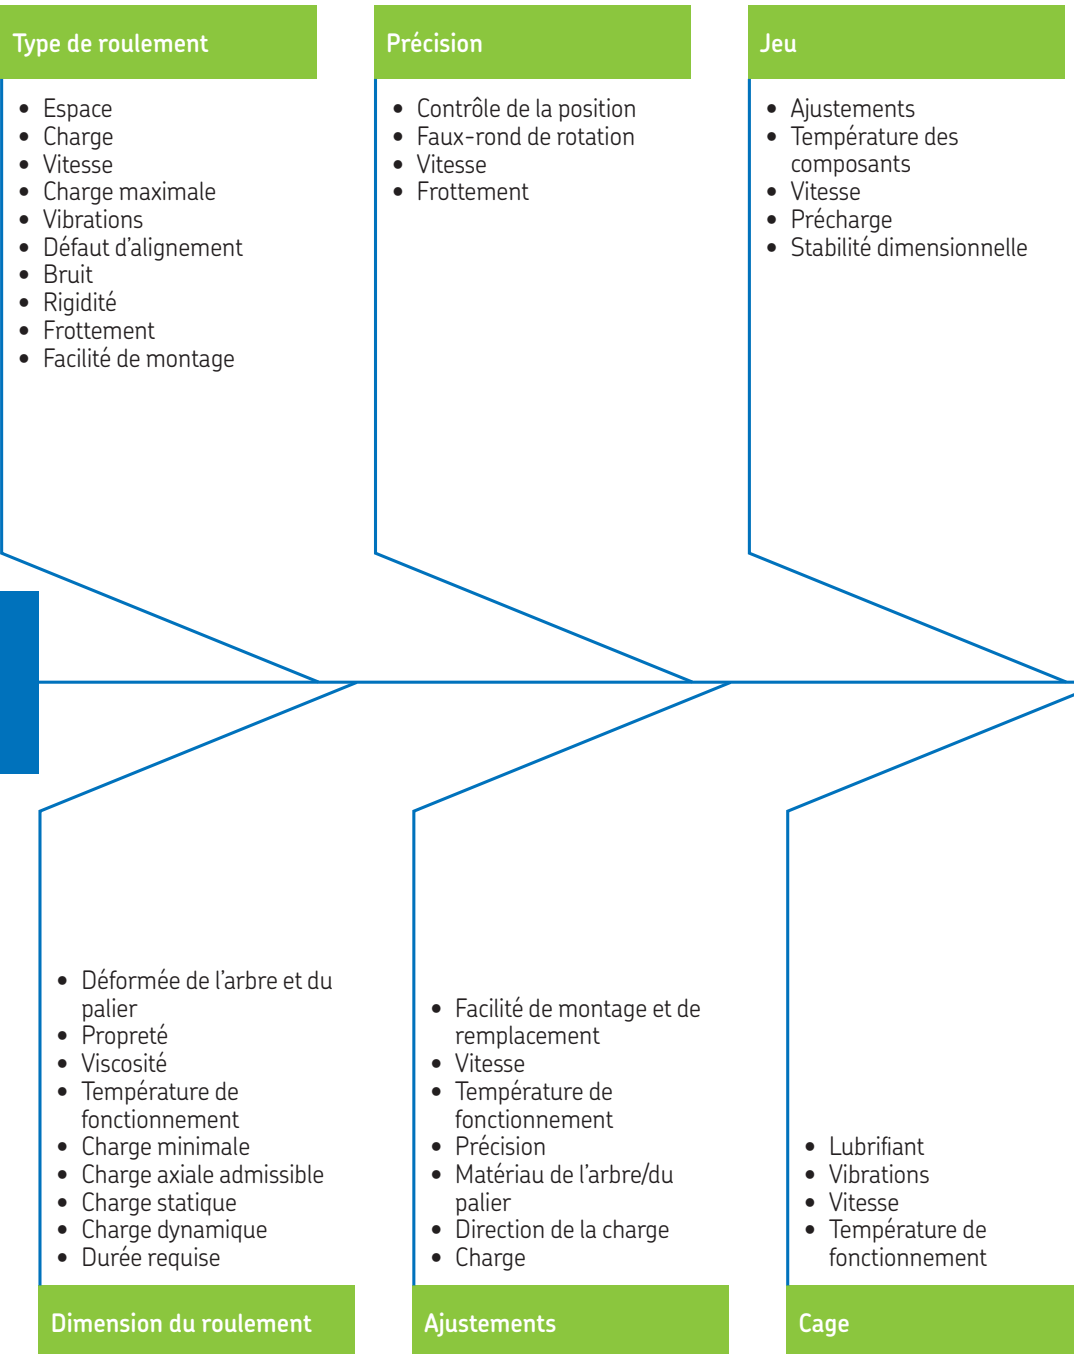 Type de roulement
• Espace
• Charge
• Vitesse
• Charge maximale
• Vibrations
• Défaut d'alignement
• Bruit
• Rigidité
• Frottement
• Facilité de montage
Précision
• Contrôle de la position
• Faux-rond de rotation
• Vitesse
• Frottement
Jeu
• Ajustements
• Température des
composants
• Vitesse
• Précharge
• Stabilité dimensionnelle
• Déformée de l'arbre et du
palier
• Propreté
• Viscosité
• Température de
fonctionnement
• Charge minimale
• Charge axiale admissible
• Charge statique
• Charge dynamique
• Durée requise
Dimension du roulement
• Facilité de montage et de
remplacement
• Vitesse
• Température de
fonctionnement
• Précision
• Matériau de l'arbre/du
palier
• Direction de la charge
• Charge
Ajustements
• Lubrifiant
• Vibrations
• Vitesse
• Température de
fonctionnement
Cage